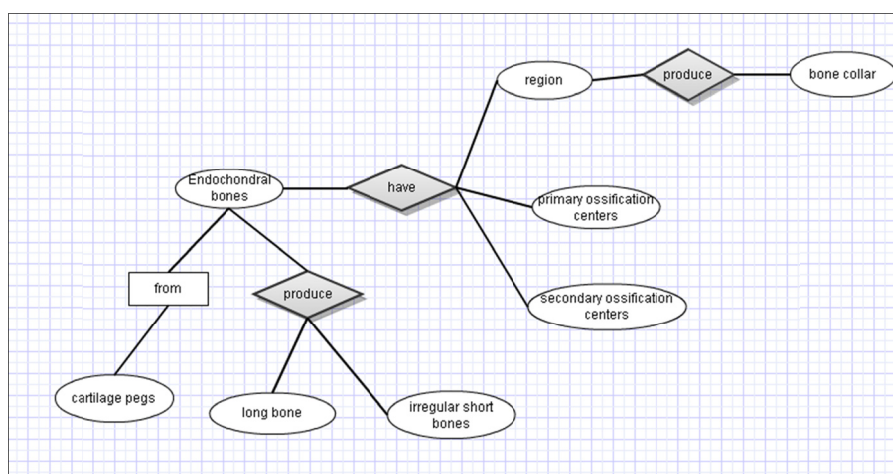 region
produce
bone collar
Endochondral
bones
have
primary ossification
centers
from
produce
secondary ossification
centers
cartilage pegs
long bone
irregular short
bones